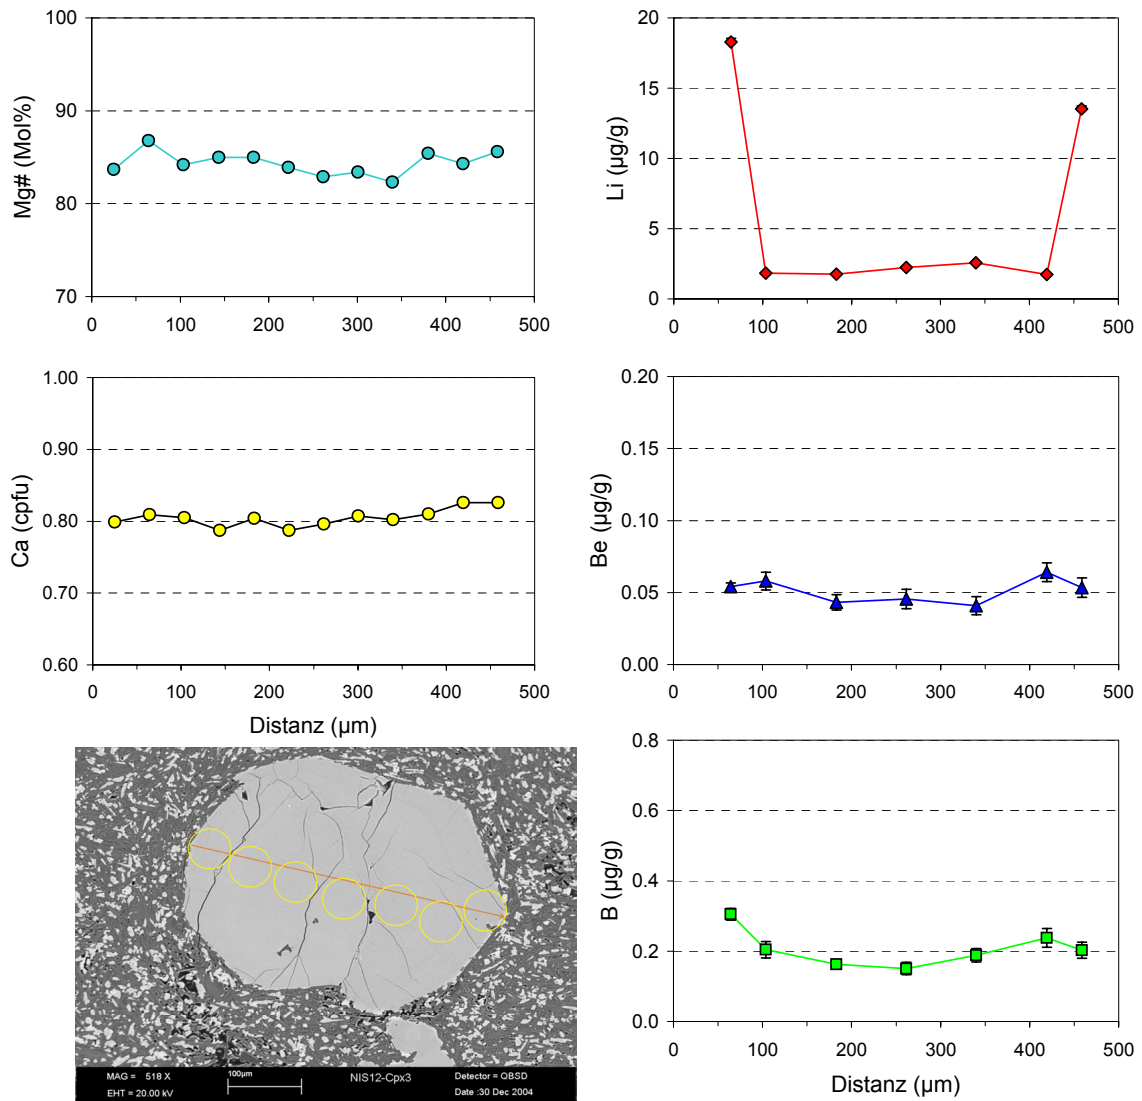 Mg# (Mol%)
100
90
80
70
0 100 200 300 400 500
Li (µg/g)
20
15
10
5
0
0 100 200 300 400 500
Ca (cpfu)
1.00
0.90
0.80
0.70
0.60
0 100 200 300 400 500
Distanz (µm)
Be (µg/g)
0.20
0.15
0.10
0.05
0.00
0 100 200 300 400 500
B (µg/g)
0.8
0.6
0.4
0.2
0.0
0 100 200 300 400 500
Distanz (µm)
MAG = 518 X
100µm
NIS12-Cpx3
Detector = QBSD
EHT = 20.00 kV
Date :30 Dec 2004